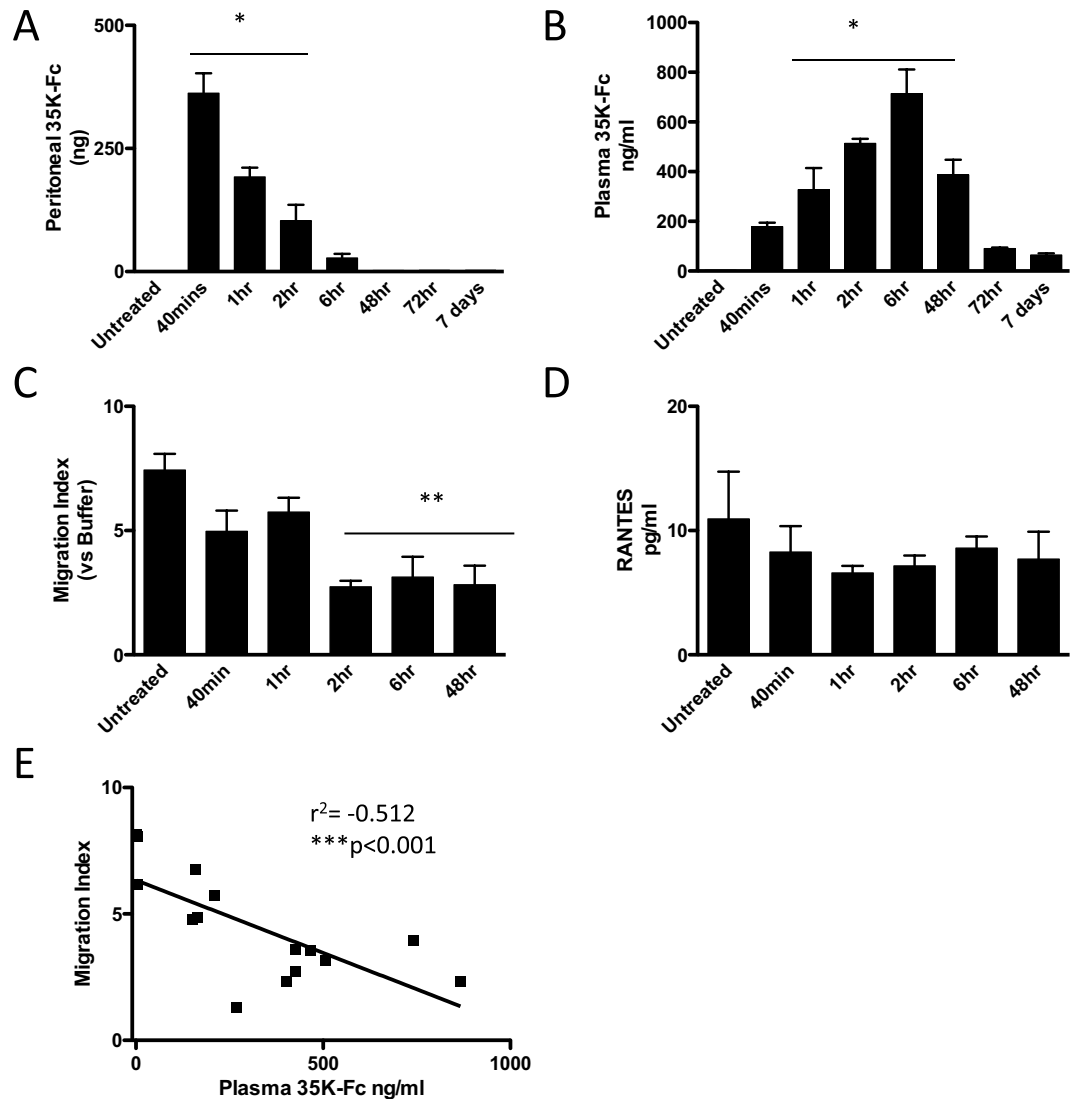 A
Peritoneal 35K-Fc
(ng)
500
250
0
*
Untreated
40mins
1hr
2hr
6hr
48hr
72hr
7 days
B
Plasma 35K-Fc
ng/ml
1000
800
600
400
200
0
*
Untreated
40mins
1hr
2hr
6hr
48hr
72hr
7 days
C
Migration Index
(vs Buffer)
10
5
0
**
Untreated
40min
1hr
2hr
6hr
48hr
D
RANTES
pg/ml
20
10
0
Untreated
40min
1hr
2hr
6hr
48hr
E
Migration Index
10
5
0
r²= -0.512
***p<0.001
0
500
1000
Plasma 35K-Fc ng/ml